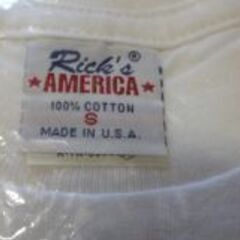 Rick's ®
★AMERICA★
100% COTTON
S
MADE IN U.S.A.